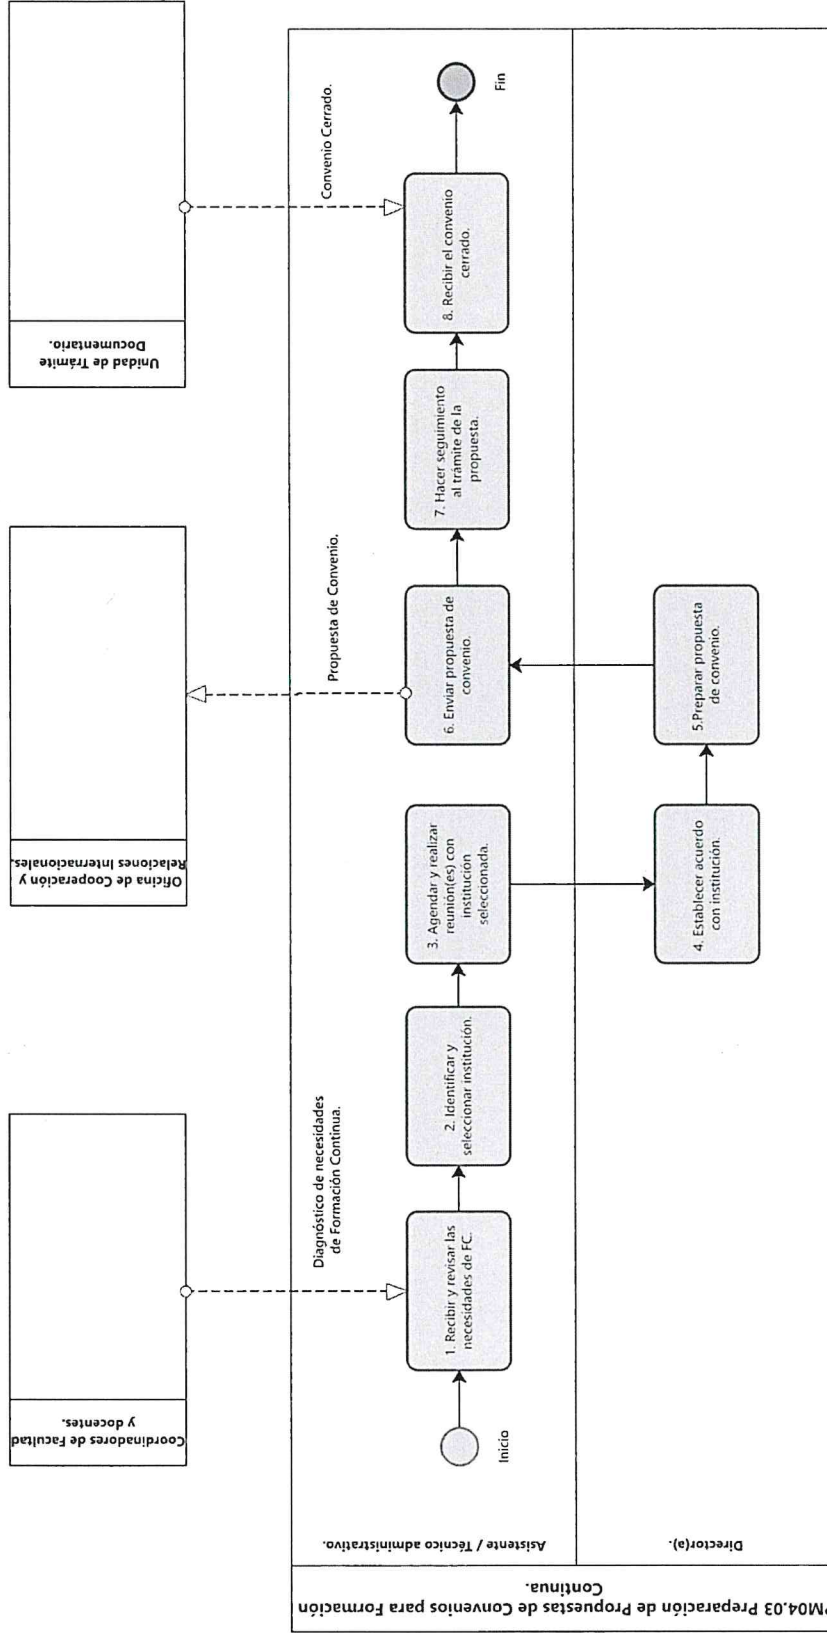 Coordinadores de Facultad
y docentes.
Oficina de Cooperación y
Relaciones Internacionales.
Unidad de Trámite
Documentario.
Diagnóstico de necesidades
de Formación Continua.
Propuesta de Convenio.
Convenio Cerrado.
PM04.03 Preparación de Propuestas de Convenios para Formación
Continua.
Asistente / Técnico administrativo.
Inicio
1. Recibir y revisar las
necesidades de FC.
2. Identificar y
seleccionar institución.
3. Agendar y realizar
reunión(es) con
institución
seleccionada.
6. Enviar propuesta de
convenio.
7. Hacer seguimiento
al trámite de la
propuesta.
8. Recibir el convenio
cerrado.
Fin
Director(a).
4. Establecer acuerdo
con institución.
5.Preparar propuesta
de convenio.